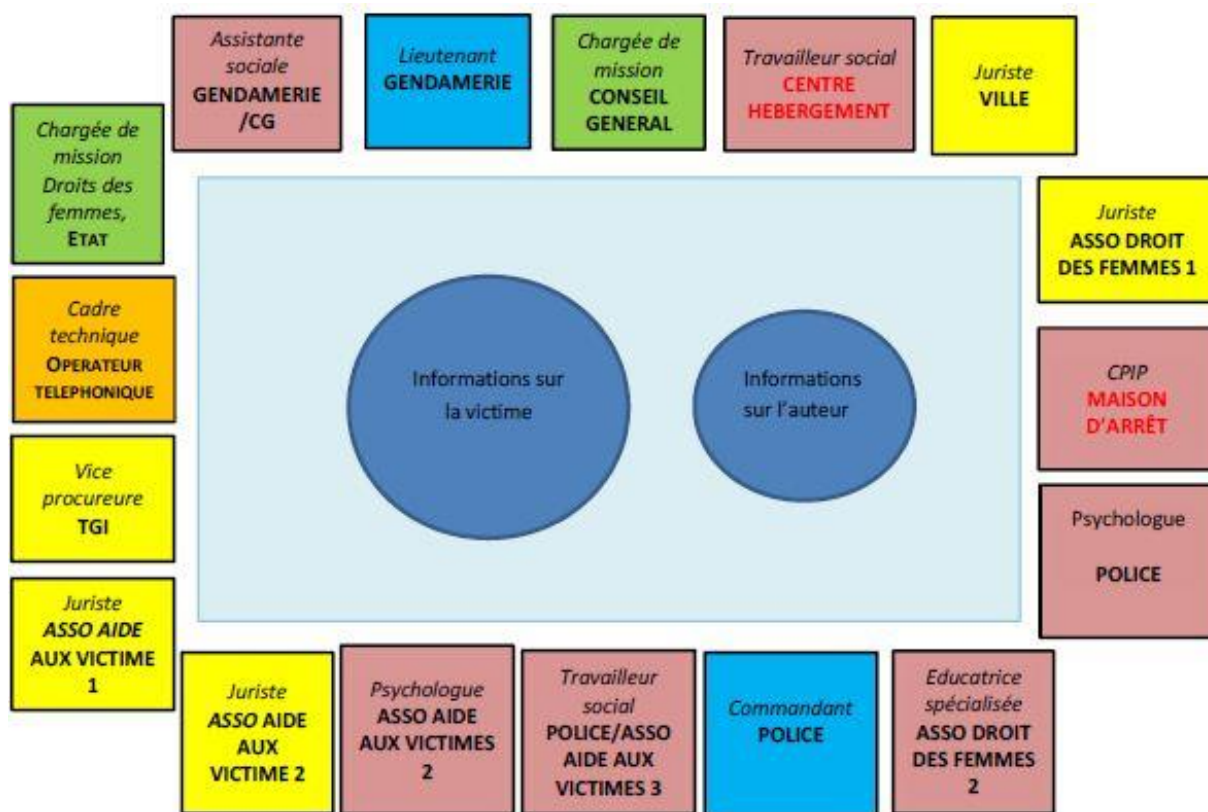 Assistante
sociale
GENDAMERIE
/CG
Lieutenant
GENDAMERIE
Chargée de
mission
CONSEIL
GENERAL
Travailleur social
CENTRE
HEBERGEMENT
Juriste
VILLE
Chargée de
mission
Droits des
femmes,
ETAT
Juriste
ASSO DROIT
DES FEMMES 1
Cadre
technique
OPERATEUR
TELEPHONIQUE
Informations sur
la victime
Informations
sur l'auteur
CPIP
MAISON
D'ARRÊT
Vice
procureure
TGI
Psychologue
POLICE
Juriste
ASSO AIDE
AUX VICTIME
1
Juriste
ASSO AIDE
AUX
VICTIME 2
Psychologue
ASSO AIDE
AUX VICTIMES
2
Travailleur
social
POLICE/ASSO
AIDE AUX
VICTIMES 3
Commandant
POLICE
Educatrice
spécialisée
ASSO DROIT
DES FEMMES
2